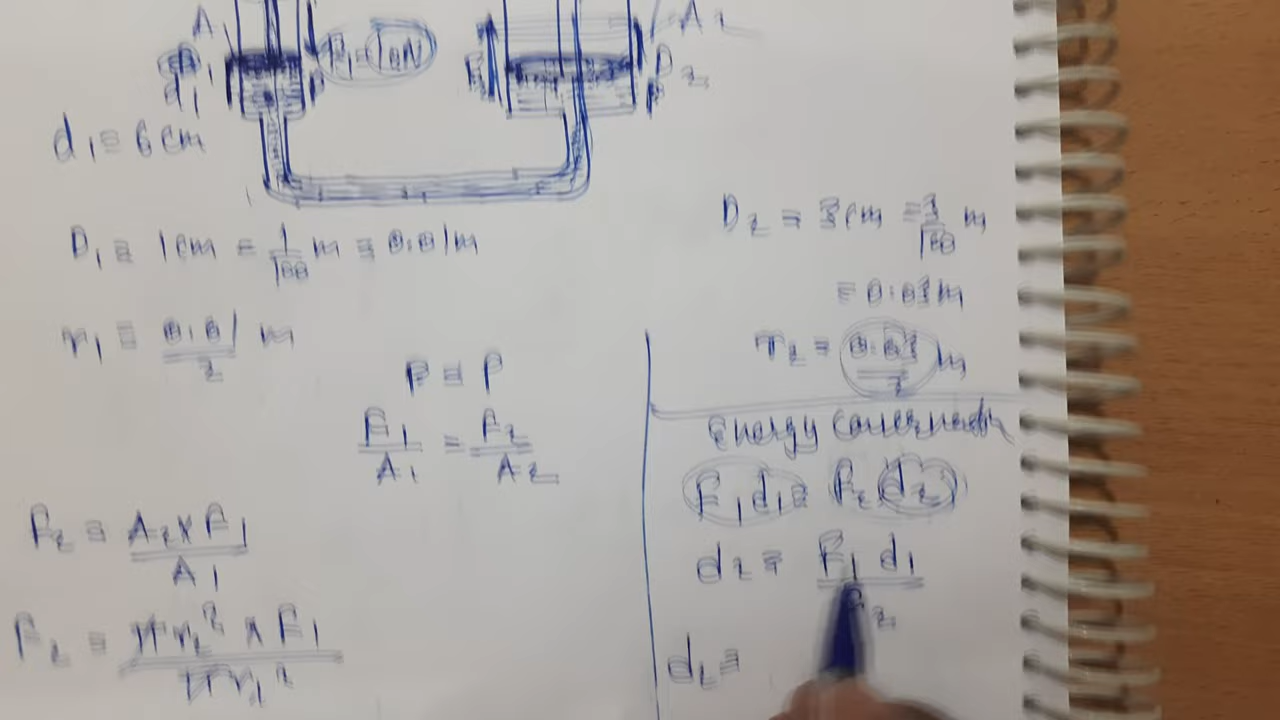 A1 F1=10N A2
d1 D2
d1 = 6cm
D1 = 1cm = 1/100 m = 0.01m
r1 = 0.01/2 m
D2 = 3cm = 3/100 m
= 0.03m
r2 = 0.03/2 m
P = P
F1/A1 = F2/A2
F2 = A2 x F1/A1
F2 = πr2² x F1/πr1²
Energy conservation
F1d1 = F2d2
d2 = F1 d1/F2
d2 =